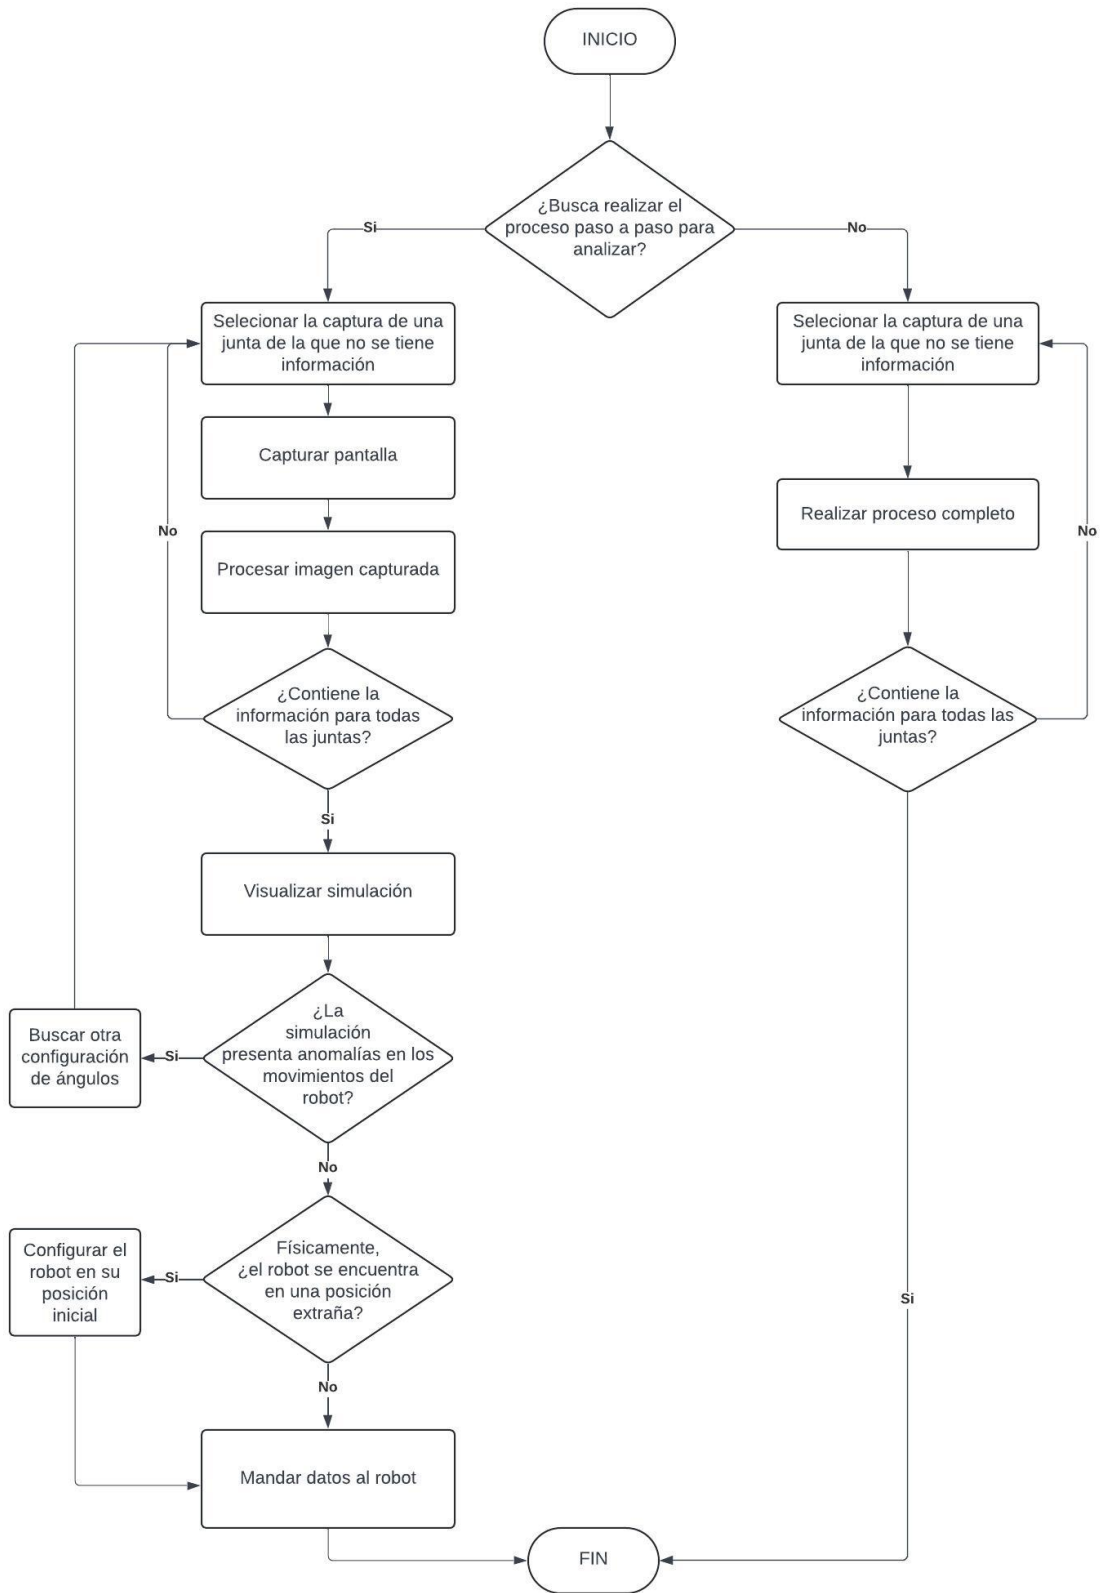 INICIO
¿Busca realizar el
proceso paso a paso para
analizar?
Si
No
Selecionar la captura de una
junta de la que no se tiene
información
Selecionar la captura de una
junta de la que no se tiene
información
Capturar pantalla
Realizar proceso completo
No
No
Procesar imagen capturada
¿Contiene la
información para todas
las juntas?
¿Contiene la
información para todas las
juntas?
Si
Visualizar simulación
¿La
simulación
presenta anomalías en los
movimientos del
robot?
Si
Buscar otra
configuración
de ángulos
No
Físicamente,
¿el robot se encuentra
en una posición
extraña?
Si
Configurar el
robot en su
posición
inicial
Si
No
Mandar datos al robot
FIN